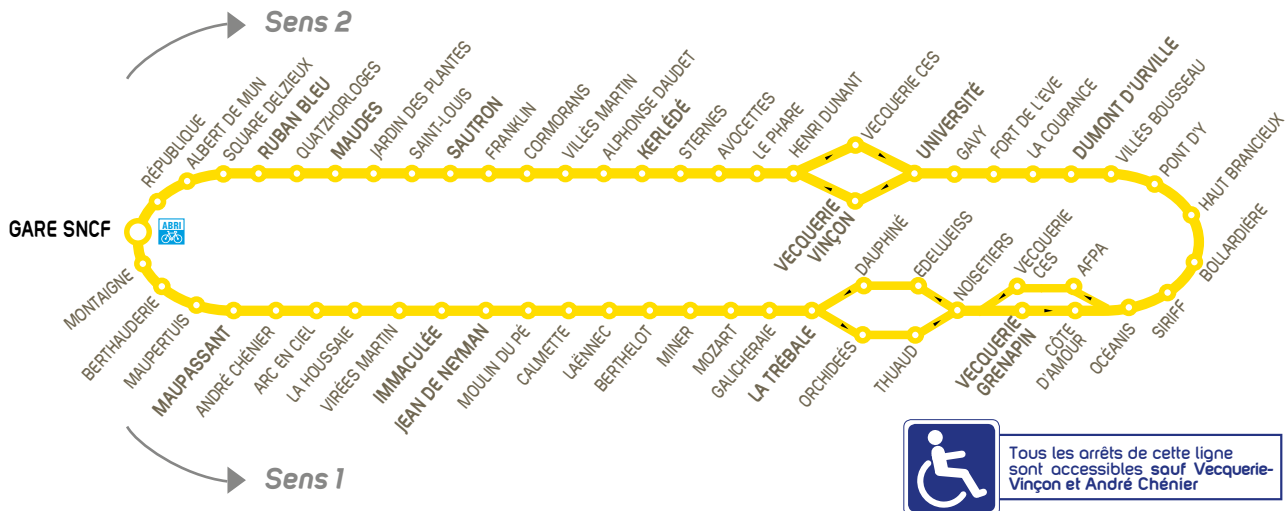 Sens 2
GARE SNCF
ABRI
RÉPUBLIQUE
ALBERT DE MUN
SQUARE DELZIEUX
RUBAN BLEU
QUATZHORLOGES
MAUDES
JARDIN DES PLANTES
SAINT-LOUIS
SAUTRON
FRANKLIN
CORMORANS
VILLÈS MARTIN
ALPHONSE DAUDET
KERLÉDÉ
STERNES
AVOCETTES
LE PHARE
HENRI DUNANT
VECQUERIE CES
VECQUERIE
VINÇON
UNIVERSITÉ
GAVY
FORT DE L'EVE
LA COURANCE
DUMONT D'URVILLE
VILLÈS BOUSSEAU
PONT D'Y
HAUT BRANCIEUX
BOLLARDIÈRE
SIRIFF
OCÉANIS
AFPA
VECQUERIE
CES
CÔTE
D'AMOUR
VECQUERIE
GRENAPIN
NOISETIERS
EDELWEISS
DAUPHINÉ
THUAUD
ORCHIDÉES
LA TRÉBALE
GALICHERAIE
MOZART
MINER
BERTHELOT
LAËNNEC
CALMETTE
MOULIN DU PÉ
JEAN DE NEYMAN
IMMACULÉE
VIRÉES MARTIN
LA HOUSSAIE
ARC EN CIEL
ANDRÉ CHÉNIER
MAUPASSANT
MAUPERTUIS
BERTHAUDERIE
MONTAIGNE
Sens 1
Tous les arrêts de cette ligne
sont accessibles sauf Vecquerie-
Vinçon et André Chénier